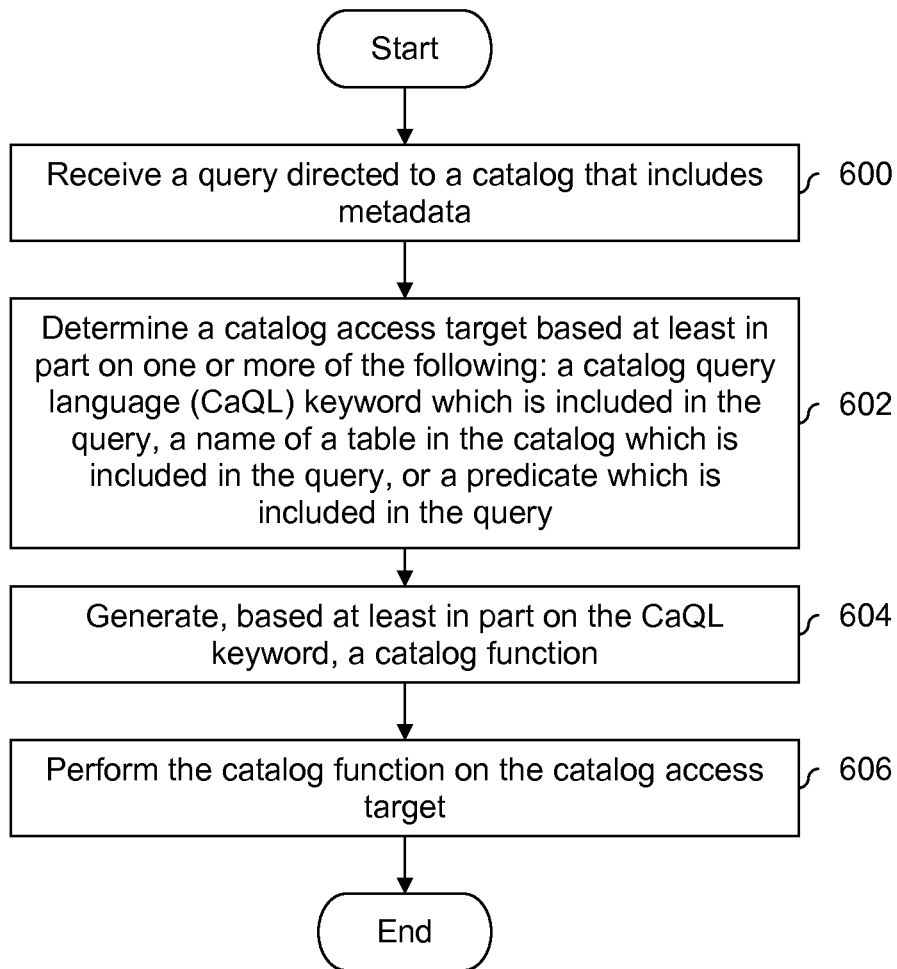 Start
Receive a query directed to a catalog that includes
metadata
600
Determine a catalog access target based at least in
part on one or more of the following: a catalog query
language (CaQL) keyword which is included in the
query, a name of a table in the catalog which is
included in the query, or a predicate which is
included in the query
602
Generate, based at least in part on the CaQL
keyword, a catalog function
604
Perform the catalog function on the catalog access
target
606
End